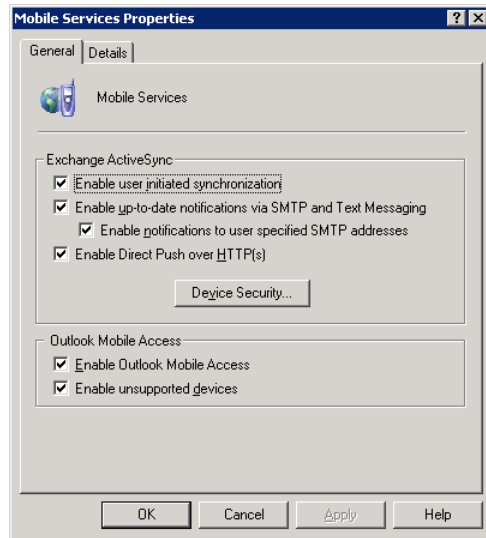 Mobile Services Properties
General
Details
Mobile Services
Exchange ActiveSync
Enable user initiated synchronization
Enable up-to-date notifications via SMTP and Text Messaging
Enable notifications to user specified SMTP addresses
Enable Direct Push over HTTP(s)
Device Security...
Outlook Mobile Access
Enable Outlook Mobile Access
Enable unsupported devices
OK
Cancel
Apply
Help